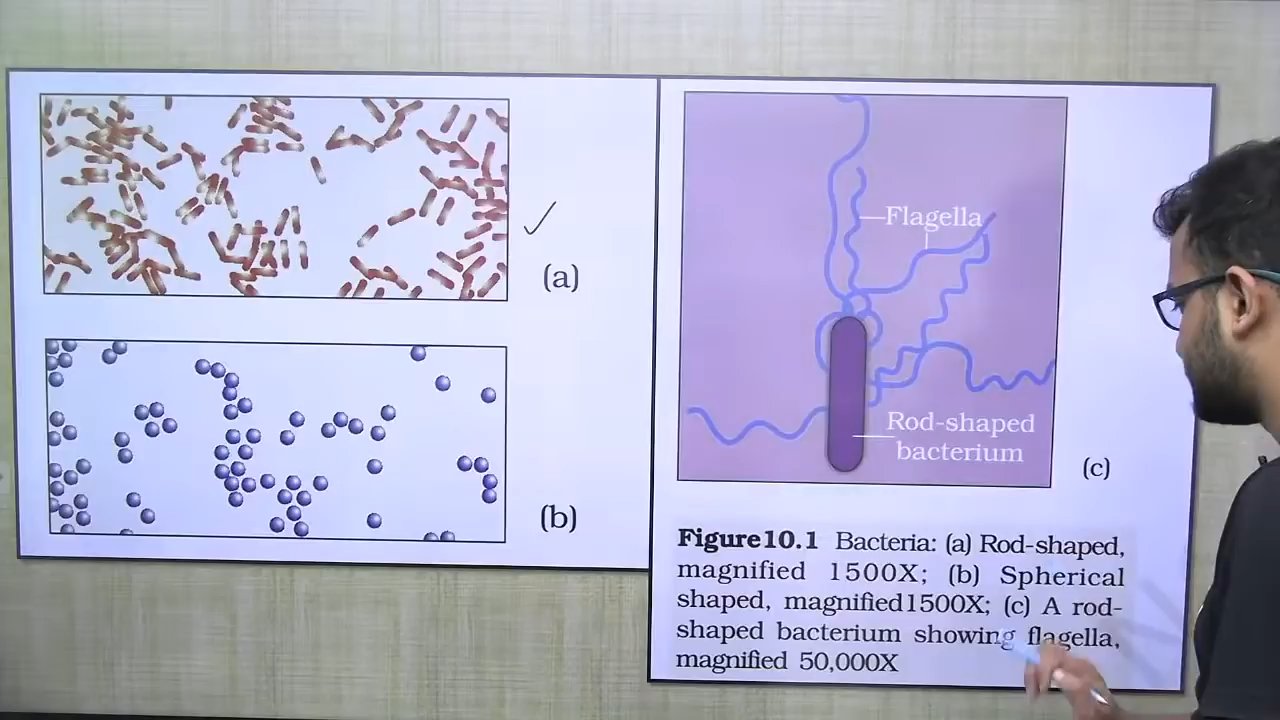 (a)
(b)
Flagella
Rod-shaped
bacterium
(c)
Figure10.1 Bacteria: (a) Rod-shaped,
magnified 1500X; (b) Spherical
shaped, magnified1500X; (c) A rod-
shaped bacterium showing flagella,
magnified 50,000X